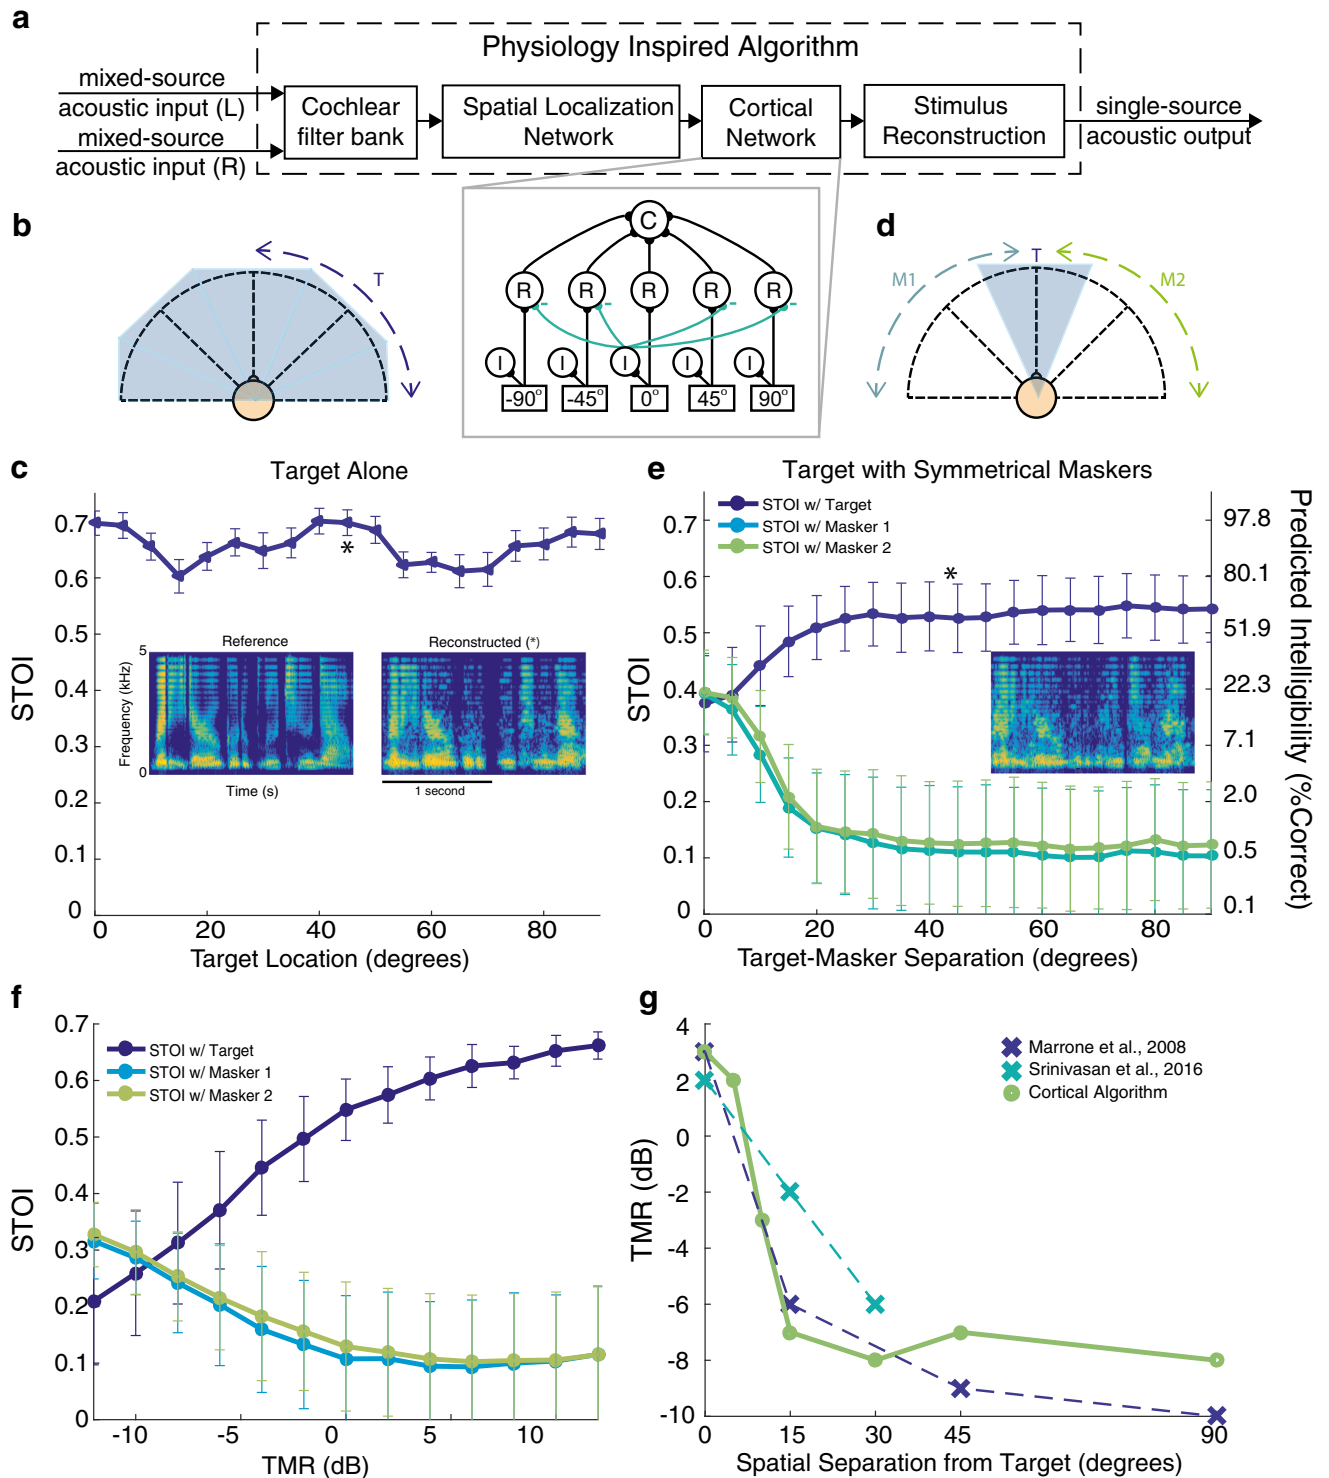 a
Physiology Inspired Algorithm
mixed-source
acoustic input (L)
mixed-source
acoustic input (R)
Cochlear
filter bank
Spatial Localization
Network
Cortical
Network
Stimulus
Reconstruction
single-source
acoustic output
C
R R R R R
I I I I I
-90° -45° 0° 45° 90°
b
T
d
M1
T
M2
c
Target Alone
STOI
0.7
0.6
0.5
0.4
0.3
0.2
0.1
0
*
Reference
Reconstructed (*)
Frequency (kHz)
5
0
Time (s)
1 second
0 20 40 60 80
Target Location (degrees)
e
Target with Symmetrical Maskers
STOI w/ Target
STOI w/ Masker 1
STOI w/ Masker 2
*
STOI
0.7
0.6
0.5
0.4
0.3
0.2
0.1
0
Predicted Intelligibility (%Correct)
97.8
80.1
51.9
22.3
7.1
2.0
0.5
0.1
0 20 40 60 80
Target-Masker Separation (degrees)
f
STOI w/ Target
STOI w/ Masker 1
STOI w/ Masker 2
STOI
0.7
0.6
0.5
0.4
0.3
0.2
0.1
0
-10 -5 0 5 10
TMR (dB)
g
Marrone et al., 2008
Srinivasan et al., 2016
Cortical Algorithm
TMR (dB)
4
2
0
-2
-4
-6
-8
-10
0 15 30 45 90
Spatial Separation from Target (degrees)